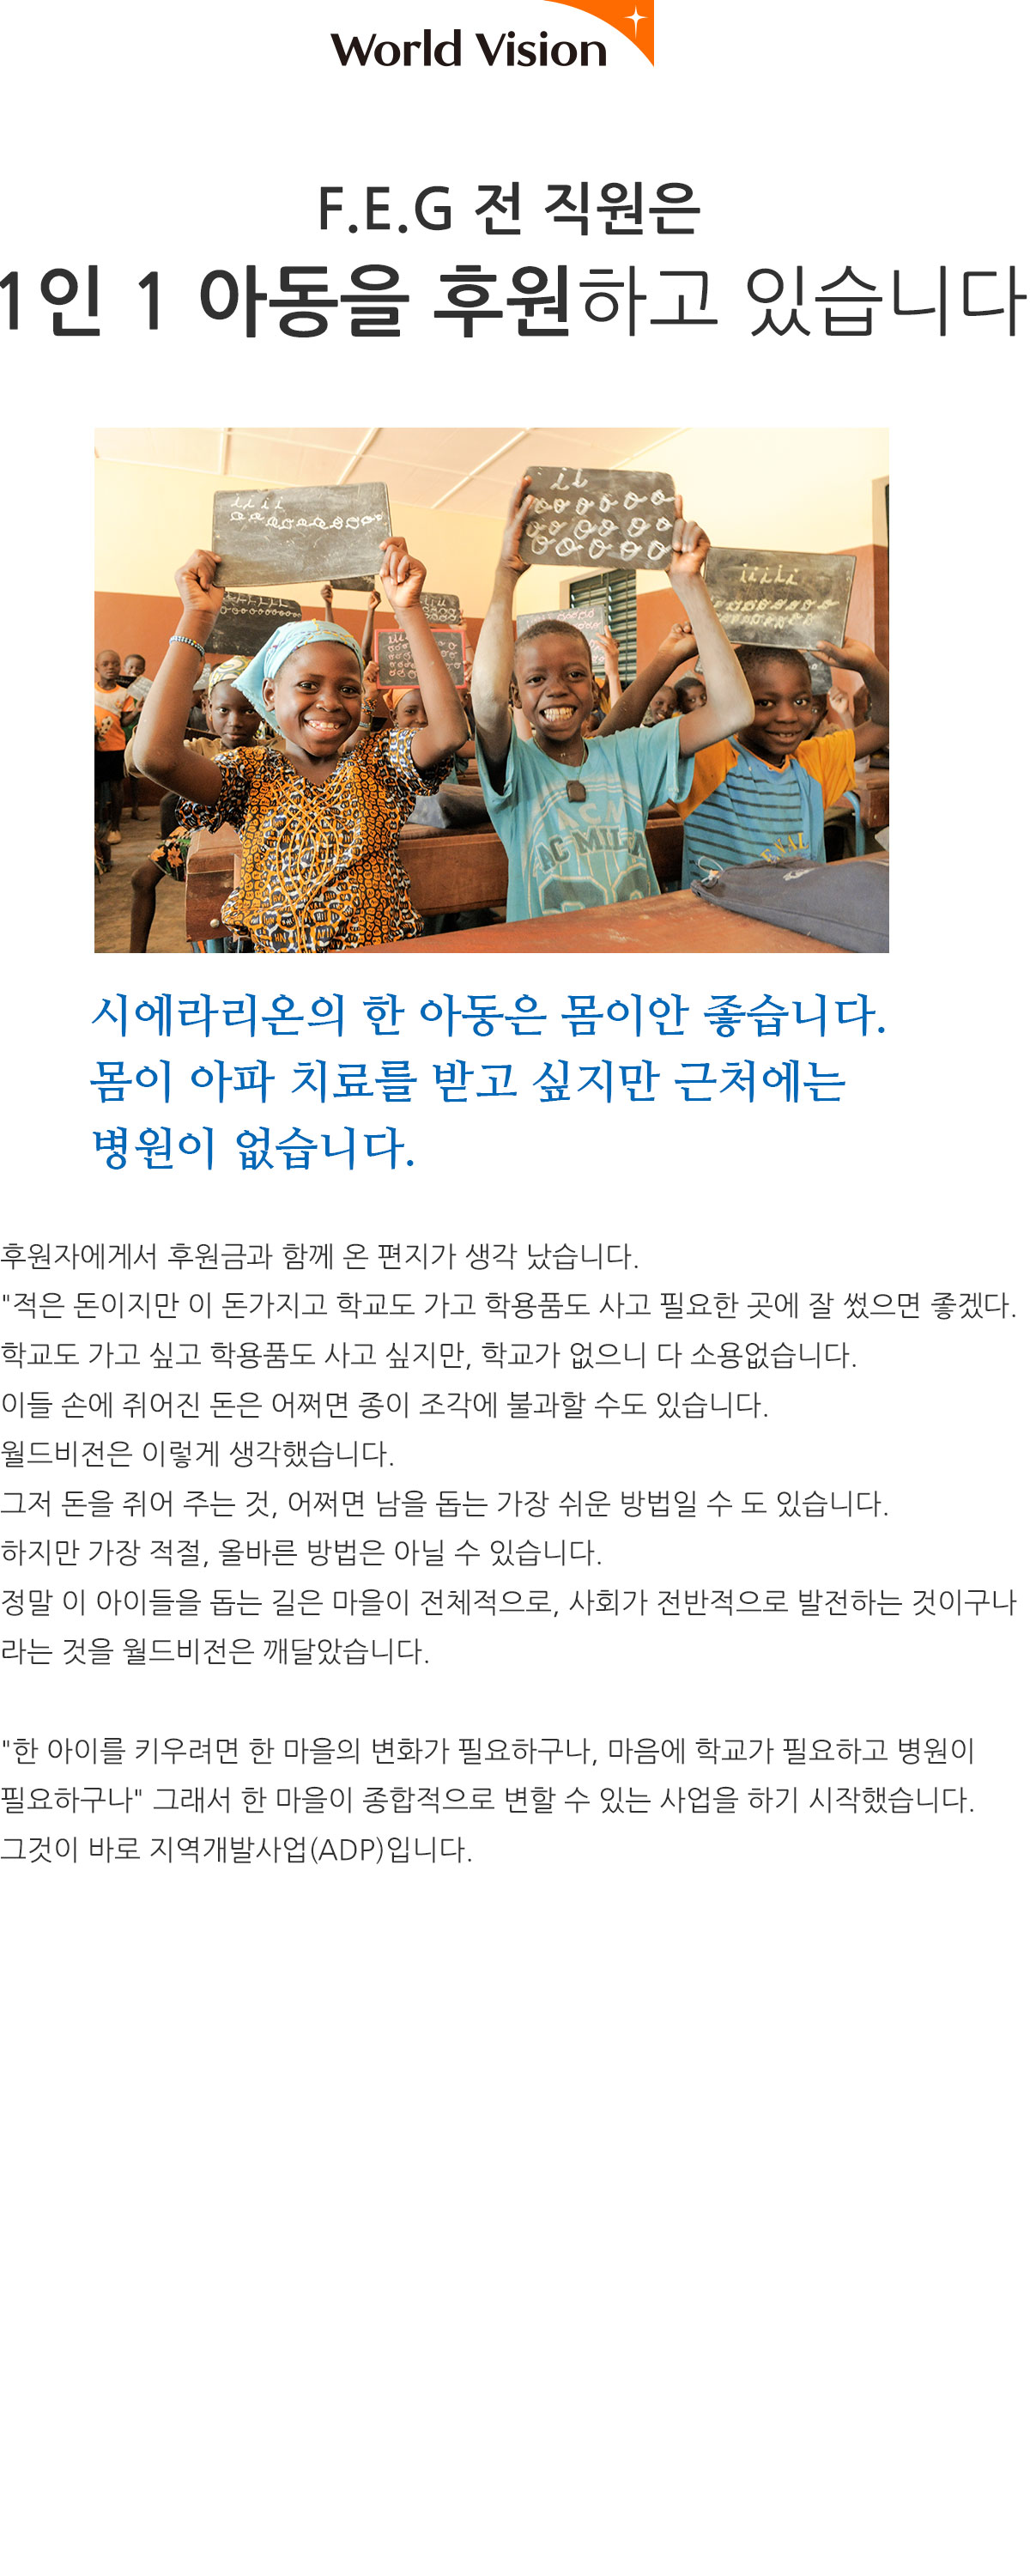 World Vision
F.E.G 전 직원은
1인 1 아동을 후원하고 있습니다
AC MILAN
시에라리온의 한 아동은 몸이안 좋습니다.
몸이 아파 치료를 받고 싶지만 근처에는
병원이 없습니다.
후원자에게서 후원금과 함께 온 편지가 생각 났습니다.
"적은 돈이지만 이 돈가지고 학교도 가고 학용품도 사고 필요한 곳에 잘 썼으면 좋겠다.
학교도 가고 싶고 학용품도 사고 싶지만, 학교가 없으니 다 소용없습니다.
이들 손에 쥐어진 돈은 어쩌면 종이 조각에 불과할 수도 있습니다.
월드비전은 이렇게 생각했습니다.
그저 돈을 쥐어 주는 것, 어쩌면 남을 돕는 가장 쉬운 방법일 수 도 있습니다.
하지만 가장 적절, 올바른 방법은 아닐 수 있습니다.
정말 이 아이들을 돕는 길은 마을이 전체적으로, 사회가 전반적으로 발전하는 것이구나
라는 것을 월드비전은 깨달았습니다.
"한 아이를 키우려면 한 마을의 변화가 필요하구나, 마음에 학교가 필요하고 병원이
필요하구나" 그래서 한 마을이 종합적으로 변할 수 있는 사업을 하기 시작했습니다.
그것이 바로 지역개발사업(ADP)입니다.